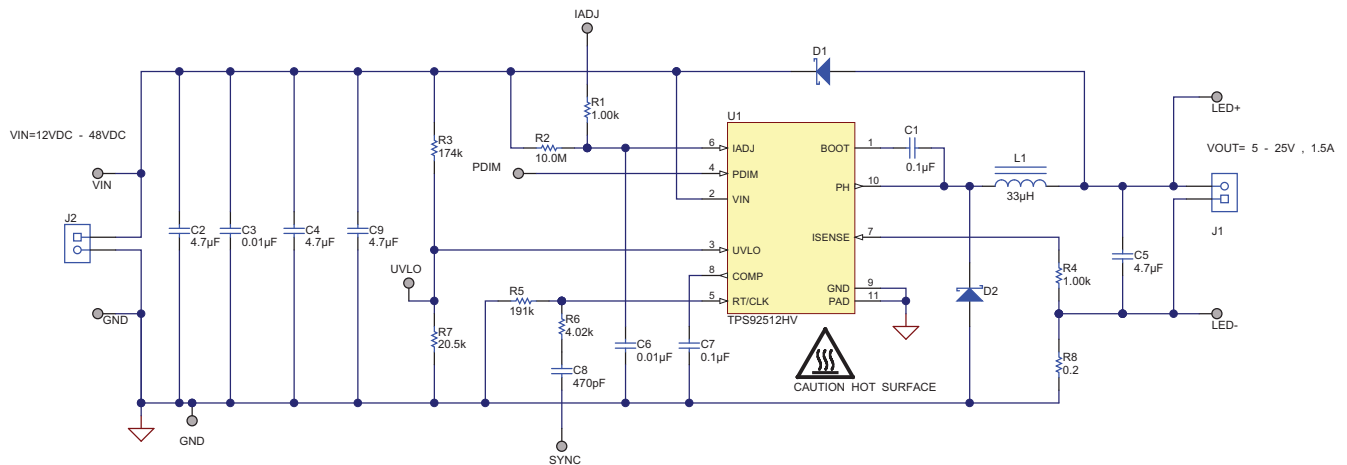 IADJ
D1
VIN=12VDC - 48VDC
VIN
J2
GND
C2
4.7µF
C3
0.01µF
C4
4.7µF
C9
4.7µF
GND
R3
174k
UVLO
R7
20.5k
R1
1.00k
R2
10.0M
PDIM
R5
191k
R6
4.02k
C8
470pF
SYNC
C6
0.01µF
C7
0.1µF
U1
6 IADJ BOOT 1
4 PDIM
PH 10
2 VIN
ISENSE 7
3 UVLO
8 COMP
GND 9
5 RT/CLK PAD 11
TPS92512HV
CAUTION HOT SURFACE
C1
0.1µF
L1
33µH
D2
R4
1.00k
R8
0.2
C5
4.7µF
LED+
VOUT= 5 - 25V , 1.5A
J1
LED-